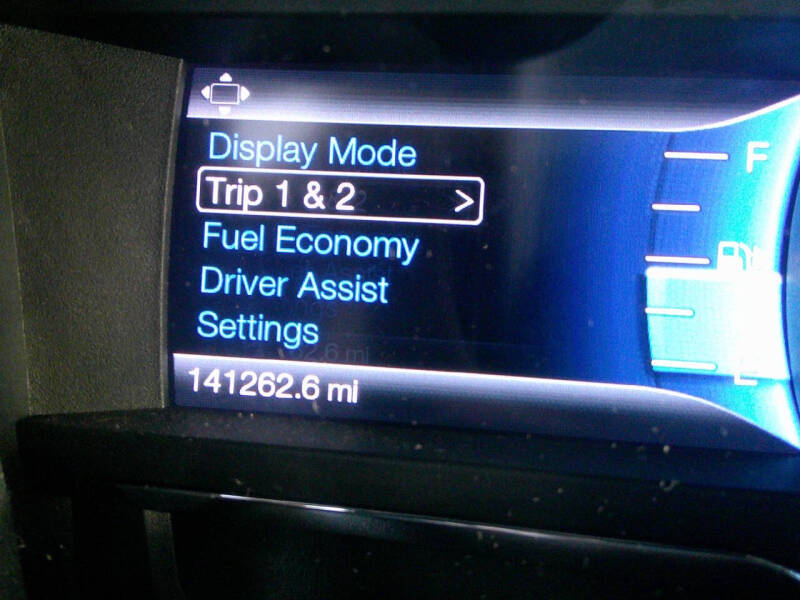 Display Mode
Trip 1 & 2 >
Fuel Economy
Driver Assist
Settings
141262.6 mi
F
E